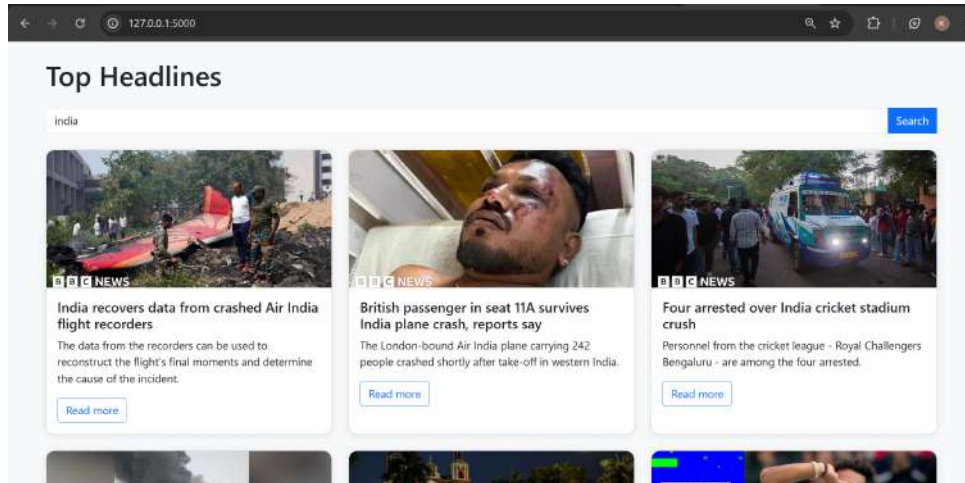 127.0.0.1:5000
Top Headlines
india
Search
BBC NEWS
BBC NEWS
BBC NEWS
India recovers data from crashed Air India
flight recorders
The data from the recorders can be used to
reconstruct the flight's final moments and determine
the cause of the incident.
Read more
British passenger in seat 11A survives
India plane crash, reports say
The London-bound Air India plane carrying 242
people crashed shortly after take-off in western India.
Read more
Four arrested over India cricket stadium
crush
Personnel from the cricket league - Royal Challengers
Bengaluru - are among the four arrested.
Read more